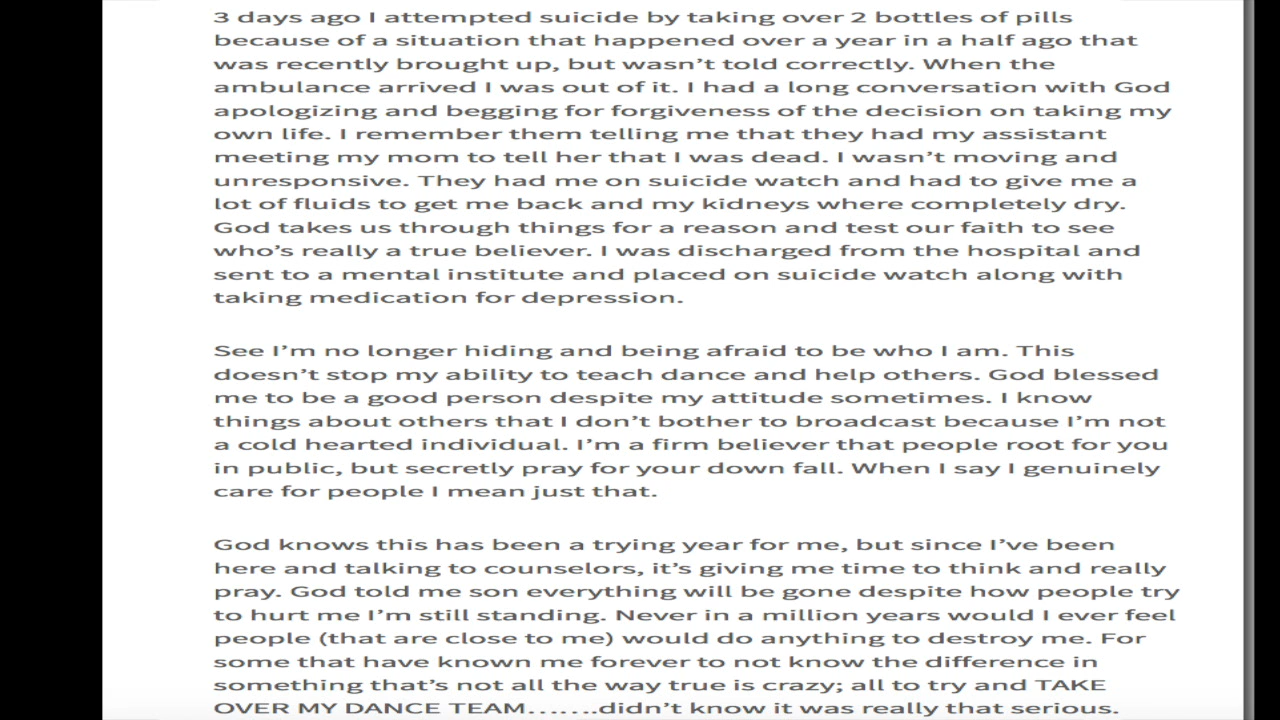 3 days ago I attempted suicide by taking over 2 bottles of pills
because of a situation that happened over a year in a half ago that
was recently brought up, but wasn’t told correctly. When the
ambulance arrived I was out of it. I had a long conversation with God
apologizing and begging for forgiveness of the decision on taking my
own life. I remember them telling me that they had my assistant
meeting my mom to tell her that I was dead. I wasn’t moving and
unresponsive. They had me on suicide watch and had to give me a
lot of fluids to get me back and my kidneys where completely dry.
God takes us through things for a reason and test our faith to see
who’s really a true believer. I was discharged from the hospital and
sent to a mental institute and placed on suicide watch along with
taking medication for depression.
See I’m no longer hiding and being afraid to be who I am. This
doesn’t stop my ability to teach dance and help others. God blessed
me to be a good person despite my attitude sometimes. I know
things about others that I don’t bother to broadcast because I’m not
a cold hearted individual. I’m a firm believer that people root for you
in public, but secretly pray for your down fall. When I say I genuinely
care for people I mean just that.
God knows this has been a trying year for me, but since I’ve been
here and talking to counselors, it’s giving me time to think and really
pray. God told me son everything will be gone despite how people try
to hurt me I’m still standing. Never in a million years would I ever feel
people (that are close to me) would do anything to destroy me. For
some that have known me forever to not know the difference in
something that’s not all the way true is crazy; all to try and TAKE
OVER MY DANCE TEAM…….didn’t know it was really that serious.